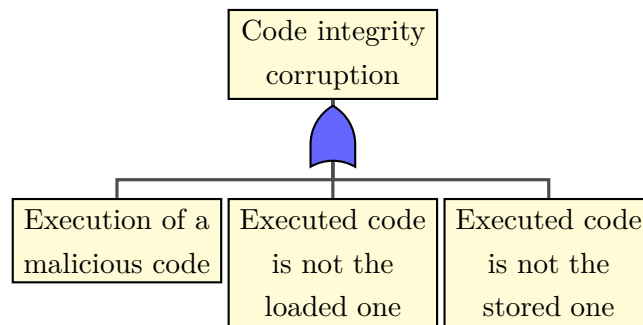 Code integrity
corruption
Execution of a
malicious code
Executed code
is not the
loaded one
Executed code
is not the
stored one